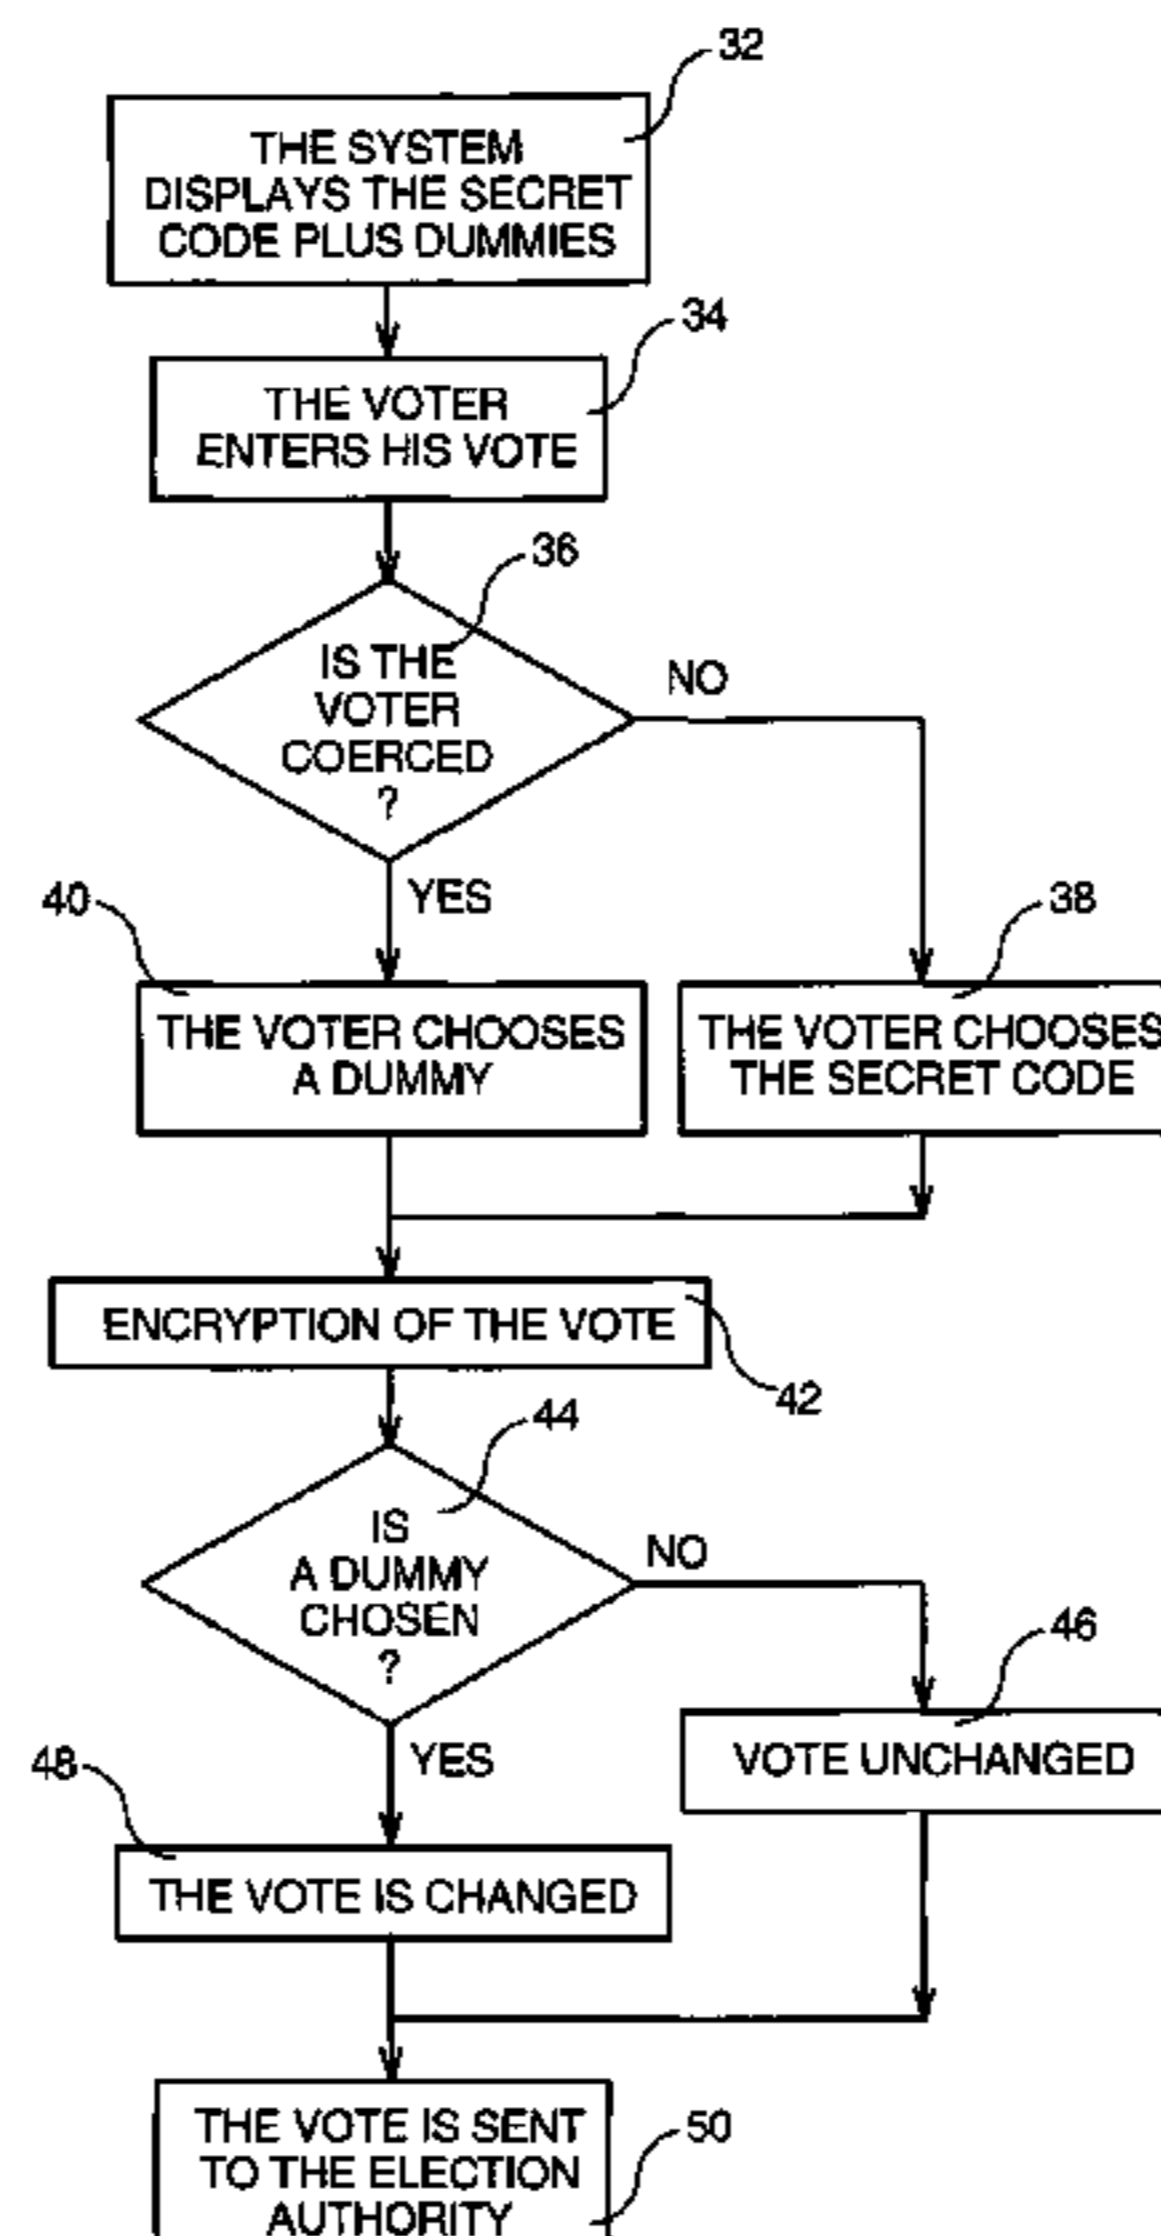 32
THE SYSTEM
DISPLAYS THE SECRET
CODE PLUS DUMMIES
34
THE VOTER
ENTERS HIS VOTE
36
IS THE
VOTER
COERCED
?
NO
YES
40
38
THE VOTER CHOOSES
A DUMMY
THE VOTER CHOOSES
THE SECRET CODE
ENCRYPTION OF THE VOTE
42
44
IS
A DUMMY
CHOSEN
?
NO
46
YES
VOTE UNCHANGED
48
THE VOTE IS CHANGED
THE VOTE IS SENT
TO THE ELECTION
AUTHORITY
50